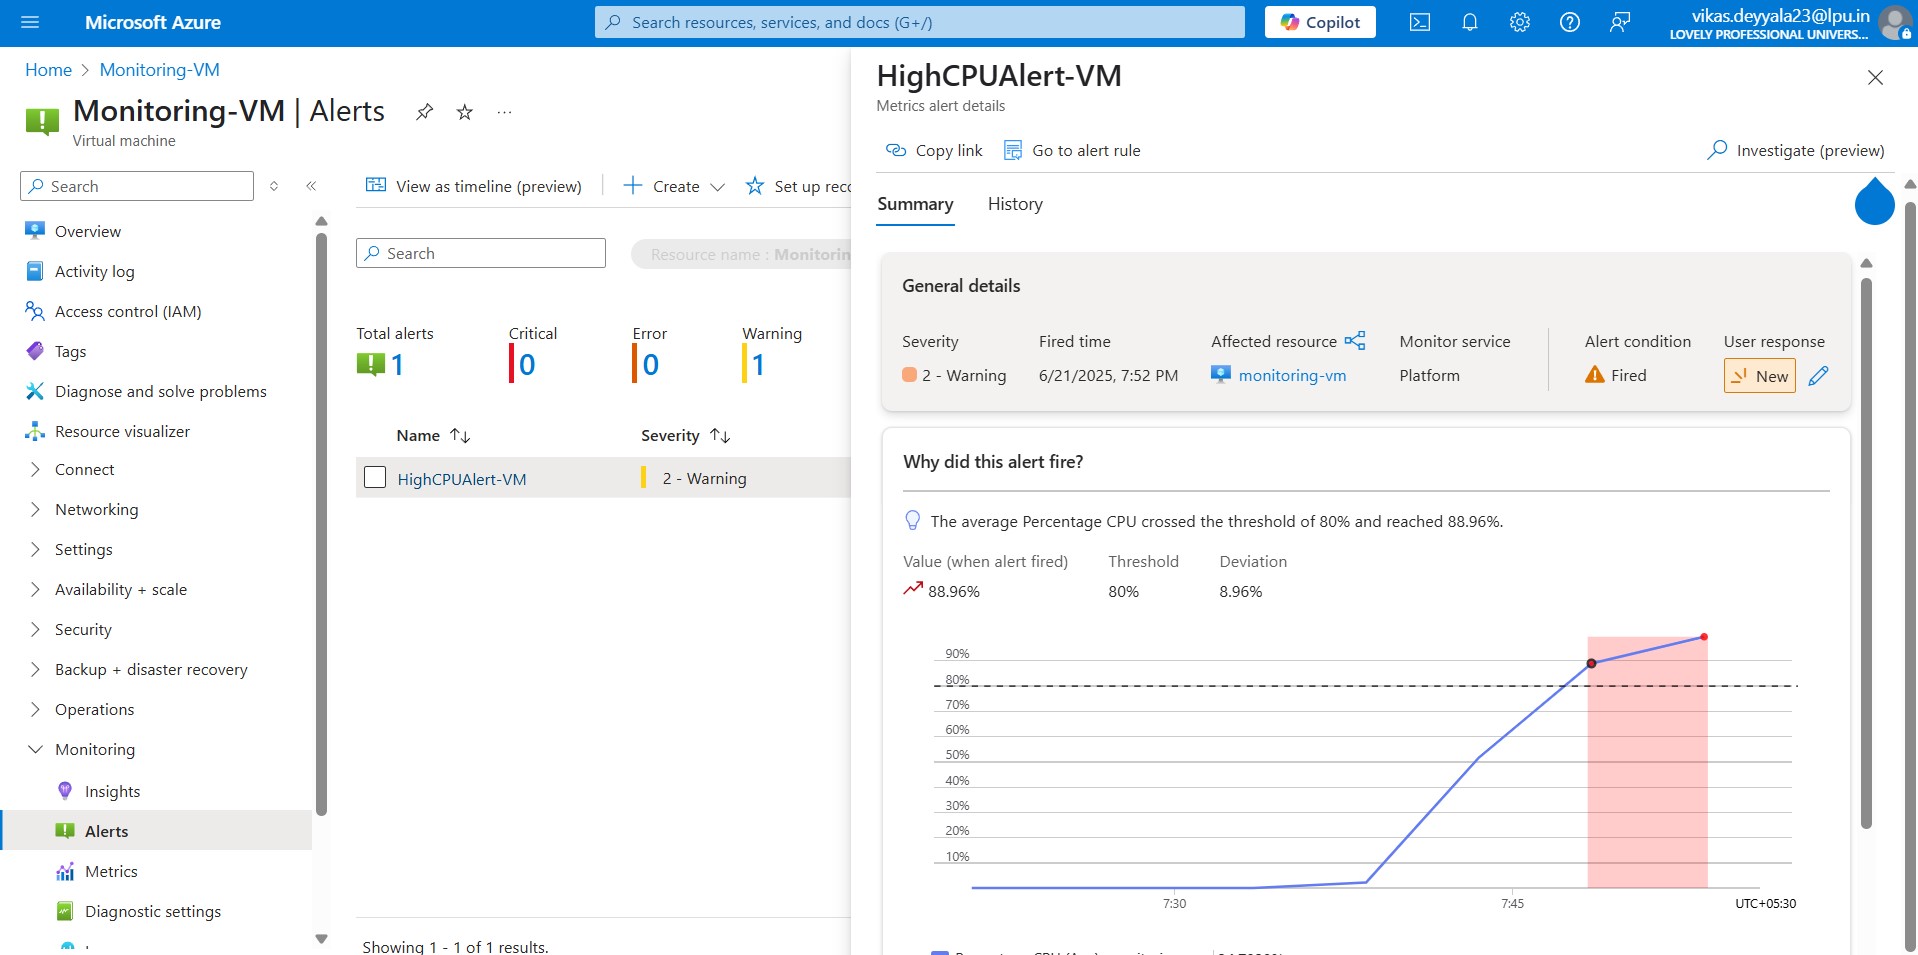 Microsoft Azure
Search resources, services, and docs (G+/)
Copilot
vikas.deyyala23@lpu.in
LOVELY PROFESSIONAL UNIVERS...
Home > Monitoring-VM
Monitoring-VM | Alerts
Virtual machine
Search
Overview
Activity log
Access control (IAM)
Tags
Diagnose and solve problems
Resource visualizer
Connect
Networking
Settings
Availability + scale
Security
Backup + disaster recovery
Operations
Monitoring
Insights
Alerts
Metrics
Diagnostic settings
View as timeline (preview)
Create
Set up reco
Search
Resource name : Monitorin
Total alerts
1
Critical
0
Error
0
Warning
1
Name
Severity
HighCPUAlert-VM
2 - Warning
Showing 1 - 1 of 1 results.
HighCPUAlert-VM
Metrics alert details
Copy link
Go to alert rule
Investigate (preview)
Summary
History
General details
Severity
2 - Warning
Fired time
6/21/2025, 7:52 PM
Affected resource
monitoring-vm
Monitor service
Platform
Alert condition
Fired
User response
New
Why did this alert fire?
The average Percentage CPU crossed the threshold of 80% and reached 88.96%.
Value (when alert fired)
88.96%
Threshold
80%
Deviation
8.96%
90%
80%
70%
60%
50%
40%
30%
20%
10%
7:30
7:45
UTC+05:30